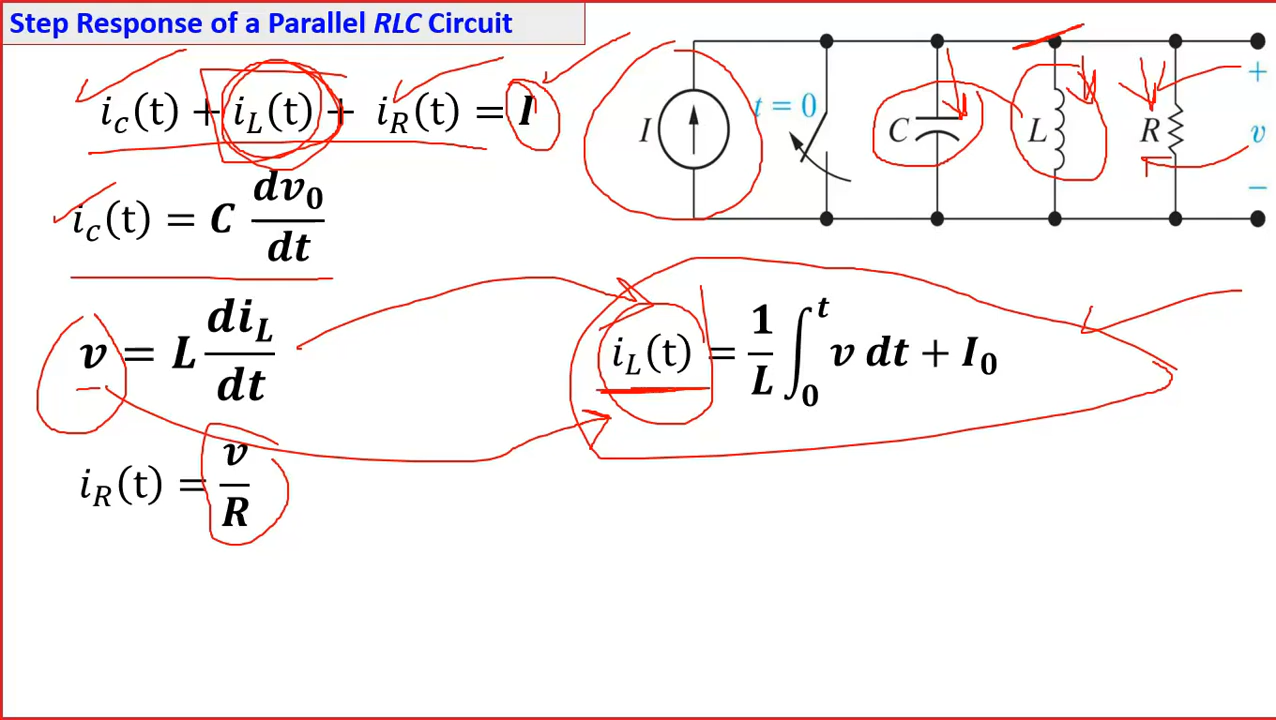 Step Response of a Parallel RLC Circuit
i_C(t) + i_L(t) + i_R(t) = I
i_C(t) = C dv_0/dt
v = L di_L/dt
i_L(t) = 1/L ∫_0^t v dt + I_0
i_R(t) = v/R
I
t = 0
C
L
R
+
v
−